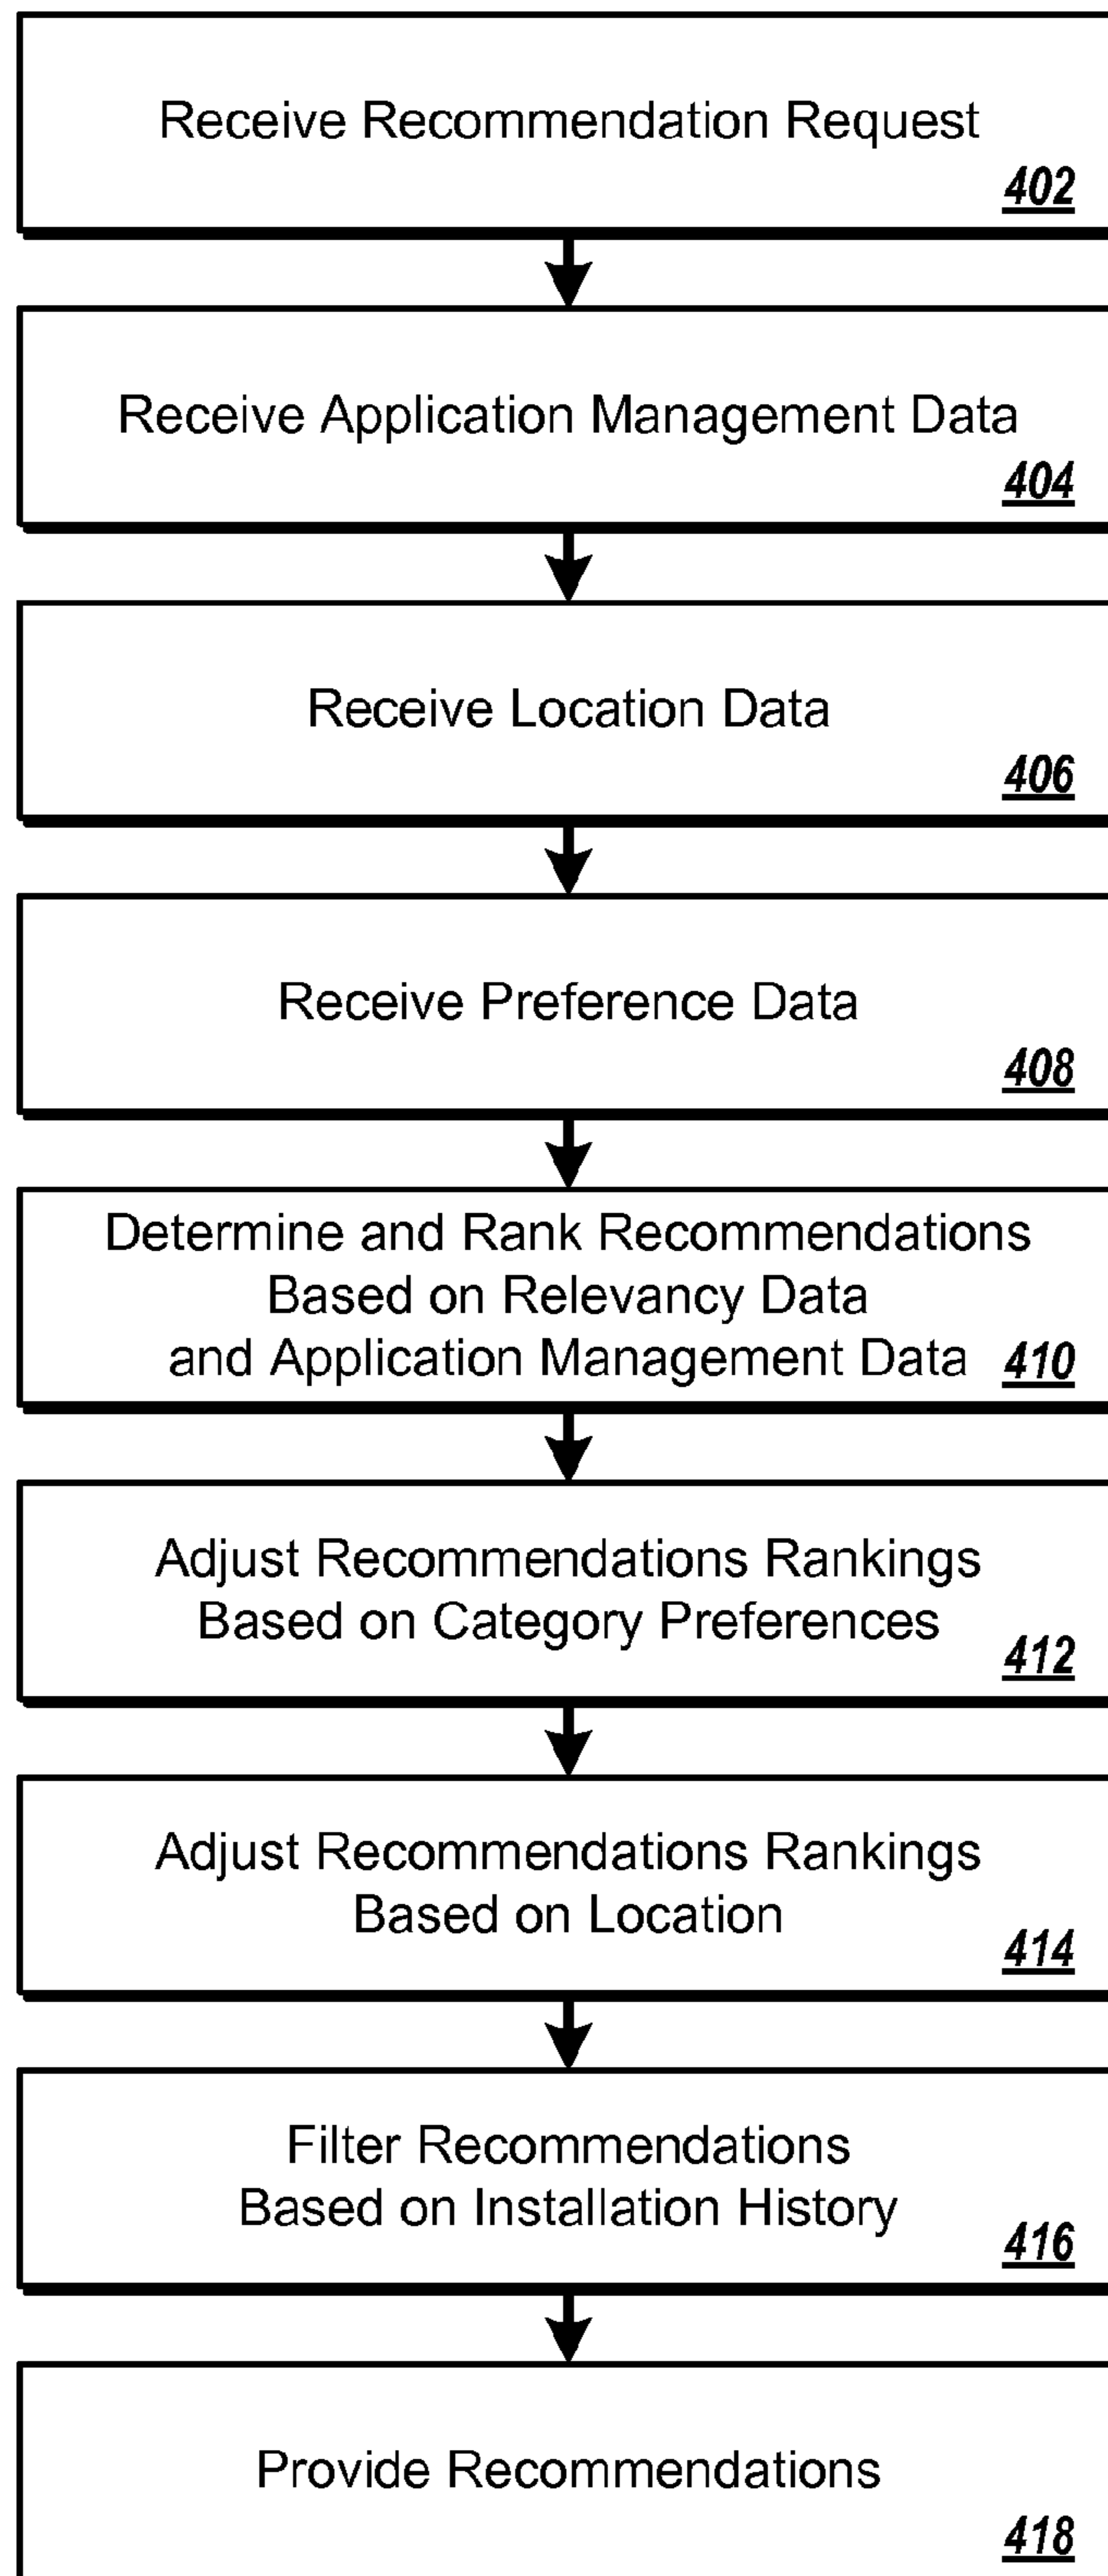 Receive Recommendation Request
402
Receive Application Management Data
404
Receive Location Data
406
Receive Preference Data
408
Determine and Rank Recommendations
Based on Relevancy Data
and Application Management Data 410
Adjust Recommendations Rankings
Based on Category Preferences
412
Adjust Recommendations Rankings
Based on Location
414
Filter Recommendations
Based on Installation History
416
Provide Recommendations
418